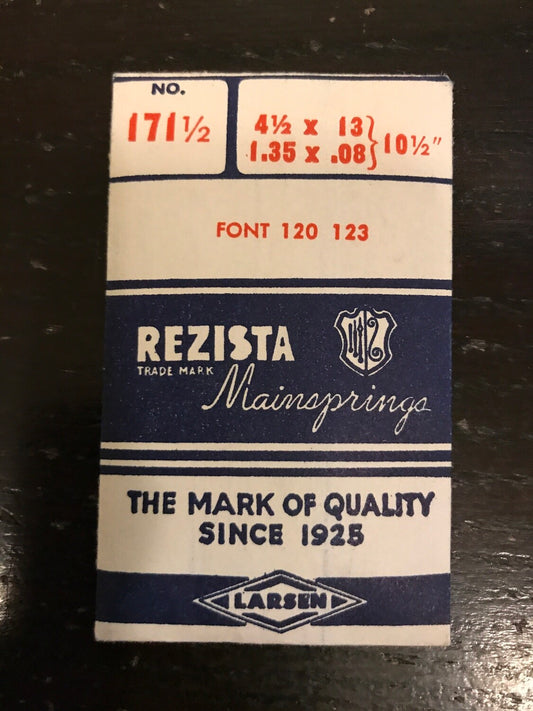 NO.
171½
4½ x 13
1.35 x .08 } 10½"
FONT 120 123
REZISTA
TRADE MARK
Mainsprings
THE MARK OF QUALITY
SINCE 1925
LARSEN